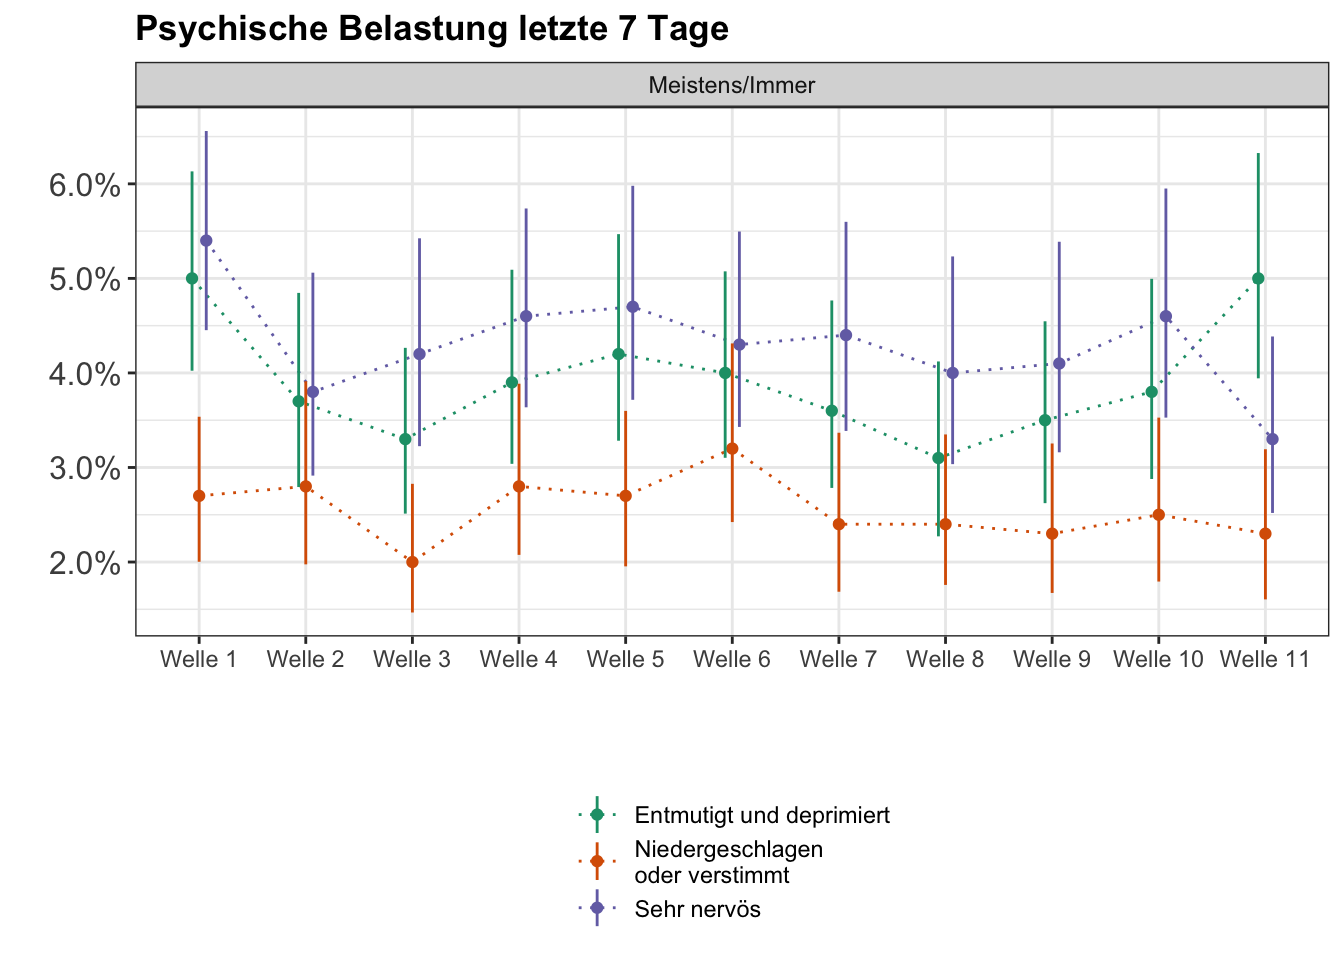 Psychische Belastung letzte 7 Tage
Meistens/Immer
6.0%
5.0%
4.0%
3.0%
2.0%
Welle 1 Welle 2 Welle 3 Welle 4 Welle 5 Welle 6 Welle 7 Welle 8 Welle 9 Welle 10 Welle 11
Entmutigt und deprimiert
Niedergeschlagen
oder verstimmt
Sehr nervös